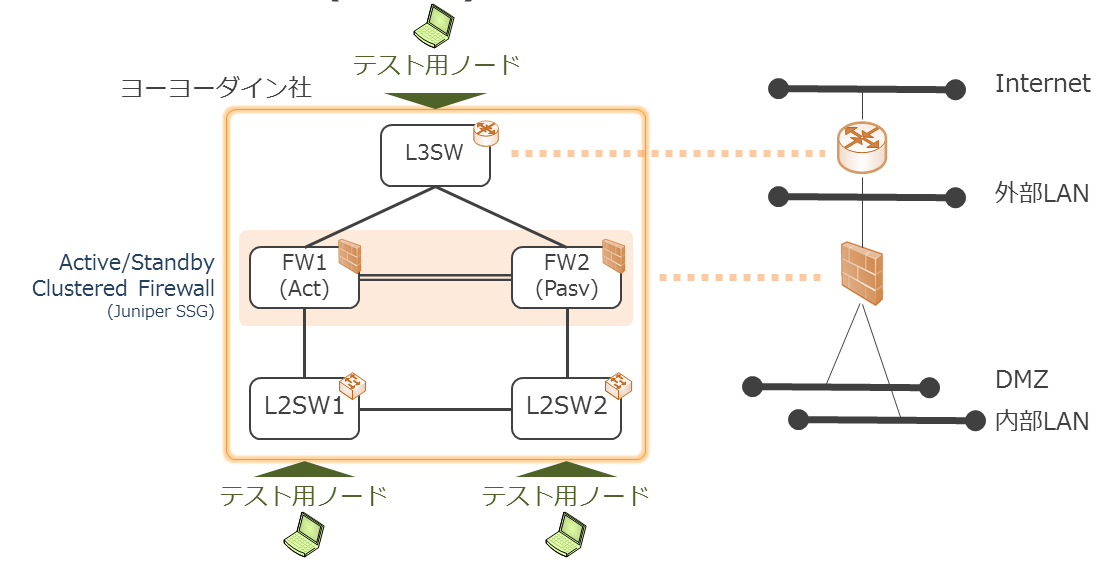 テスト用ノード
ヨーヨーダイン社
L3SW
Active/Standby
Clustered Firewall
(Juniper SSG)
FW1
(Act)
FW2
(Pasv)
L2SW1
L2SW2
テスト用ノード
テスト用ノード
Internet
外部LAN
DMZ
内部LAN